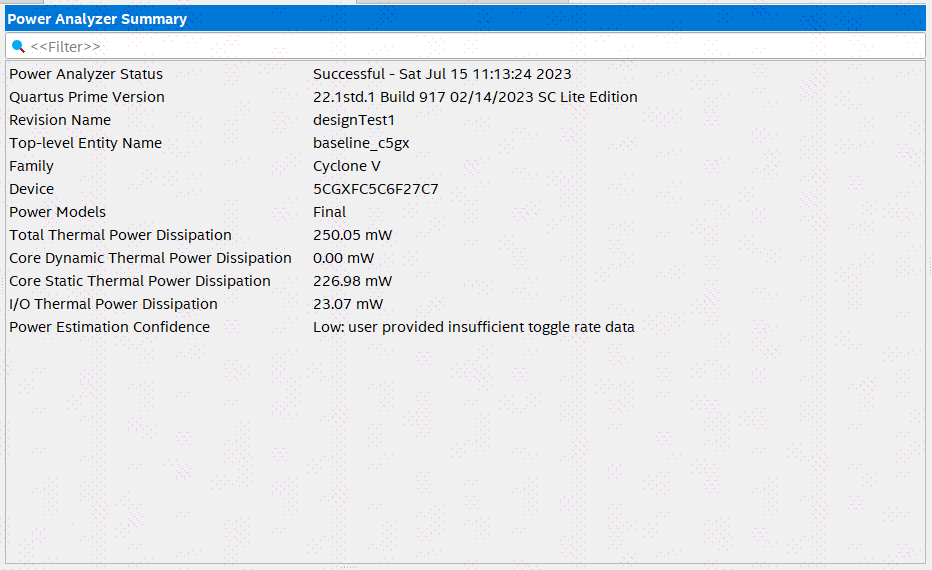 Power Analyzer Summary
<<Filter>>
Power Analyzer Status Successful - Sat Jul 15 11:13:24 2023
Quartus Prime Version 22.1std.1 Build 917 02/14/2023 SC Lite Edition
Revision Name designTest1
Top-level Entity Name baseline_c5gx
Family Cyclone V
Device 5CGXFC5C6F27C7
Power Models Final
Total Thermal Power Dissipation 250.05 mW
Core Dynamic Thermal Power Dissipation 0.00 mW
Core Static Thermal Power Dissipation 226.98 mW
I/O Thermal Power Dissipation 23.07 mW
Power Estimation Confidence Low: user provided insufficient toggle rate data